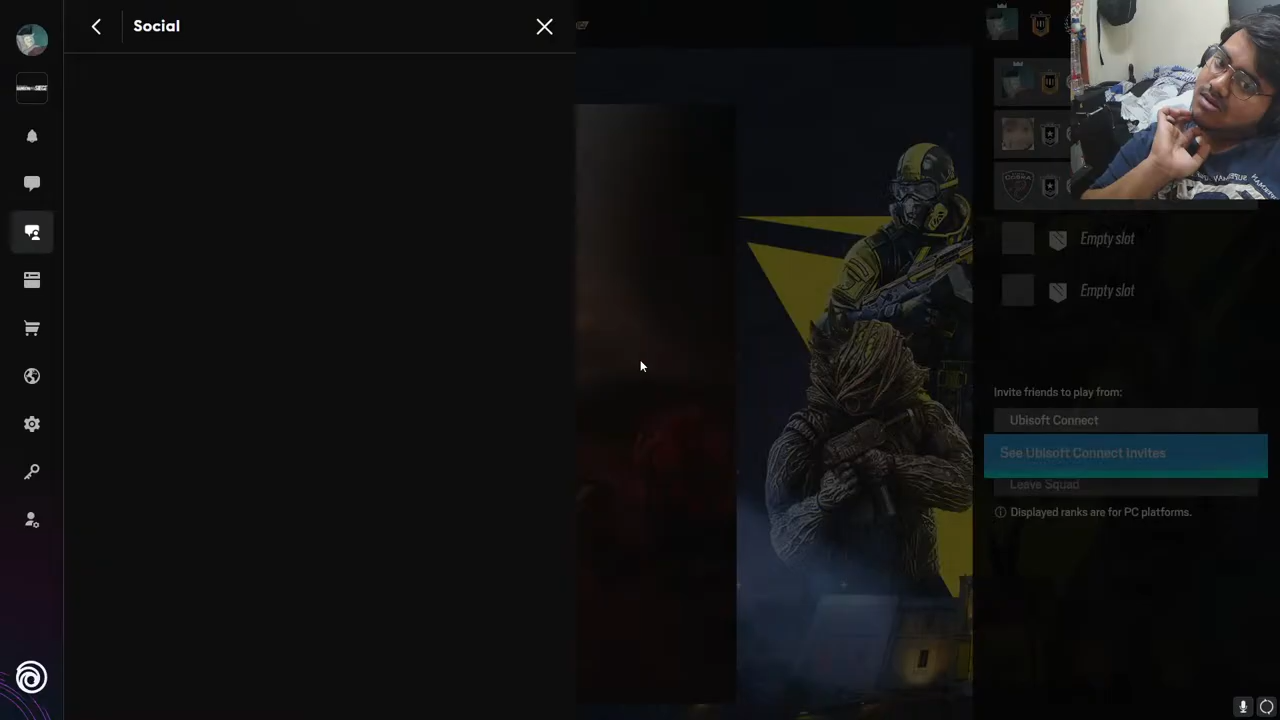 Social
Empty slot
Empty slot
Invite friends to play from:
Ubisoft Connect
See Ubisoft Connect Invites
Leave Squad
Displayed ranks are for PC platforms.